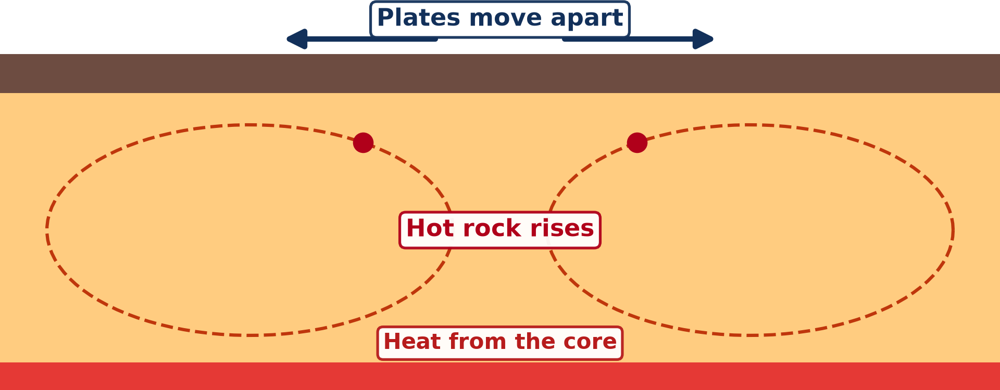 Plates move apart
Hot rock rises
Heat from the core